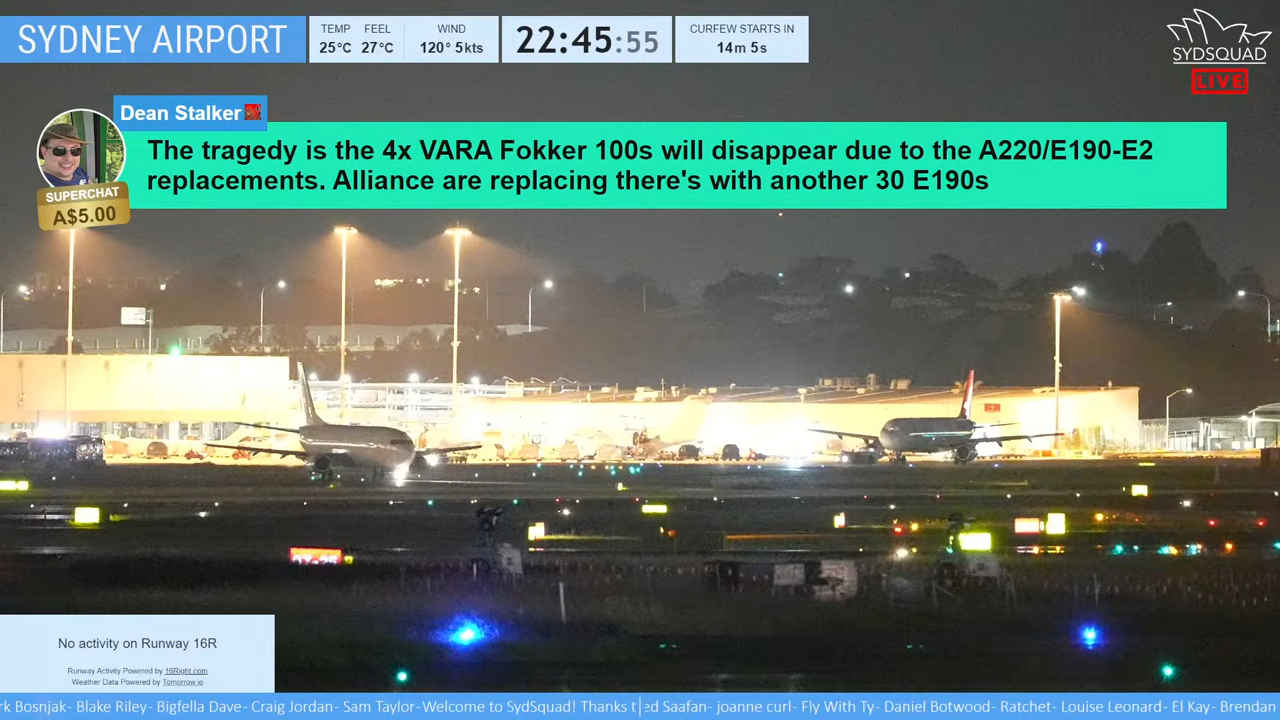 SYDNEY AIRPORT
TEMP FEEL WIND
25°C 27°C 120° 5kts
22:45:55
CURFEW STARTS IN
14m 5s
SYDSQUAD
LIVE
Dean Stalker
The tragedy is the 4x VARA Fokker 100s will disappear due to the A220/E190-E2
replacements. Alliance are replacing there's with another 30 E190s
SUPERCHAT
A$5.00
No activity on Runway 16R
Runway Activity Powered by 16Right.com
Weather Data Powered by Tomorrow.io
rk Bosnjak- Blake Riley- Bigfella Dave- Craig Jordan- Sam Taylor-Welcome to SydSquad! Thanks t ed Saafan- joanne curl- Fly With Ty- Daniel Botwood- Ratchet- Louise Leonard- El Kay- Brendan